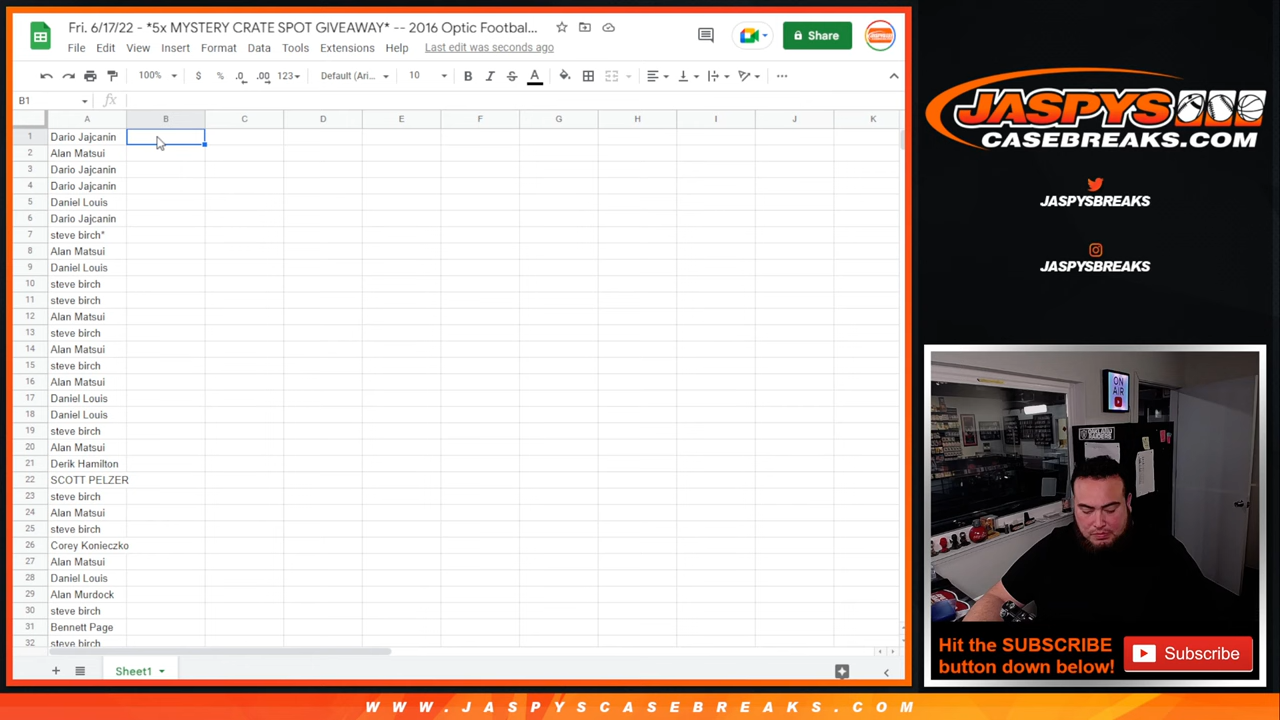 Fri. 6/17/22 - *5x MYSTERY CRATE SPOT GIVEAWAY* -- 2016 Optic Football...
Share
File Edit View Insert Format Data Tools Extensions Help Last edit was seconds ago
100% $ % .0 .00 123 Default (Ari... 10 B I S A
B1 fx
A B C D E F G H I J K
1 Dario Jajcanin
2 Alan Matsui
3 Dario Jajcanin
4 Dario Jajcanin
5 Daniel Louis
6 Dario Jajcanin
7 steve birch*
8 Alan Matsui
9 Daniel Louis
10 steve birch
11 steve birch
12 Alan Matsui
13 steve birch
14 Alan Matsui
15 steve birch
16 Alan Matsui
17 Daniel Louis
18 Daniel Louis
19 steve birch
20 Alan Matsui
21 Derik Hamilton
22 SCOTT PELZER
23 steve birch
24 Alan Matsui
25 steve birch
26 Corey Konieczko
27 Alan Matsui
28 Daniel Louis
29 Alan Murdock
30 steve birch
31 Bennett Page
32 steve birch
Sheet1
JASPYS
CASEBREAKS.COM
JASPYSBREAKS
JASPYSBREAKS
ON
AIR
Hit the SUBSCRIBE
button down below!
Subscribe
WWW.JASPYSCASEBREAKS.COM